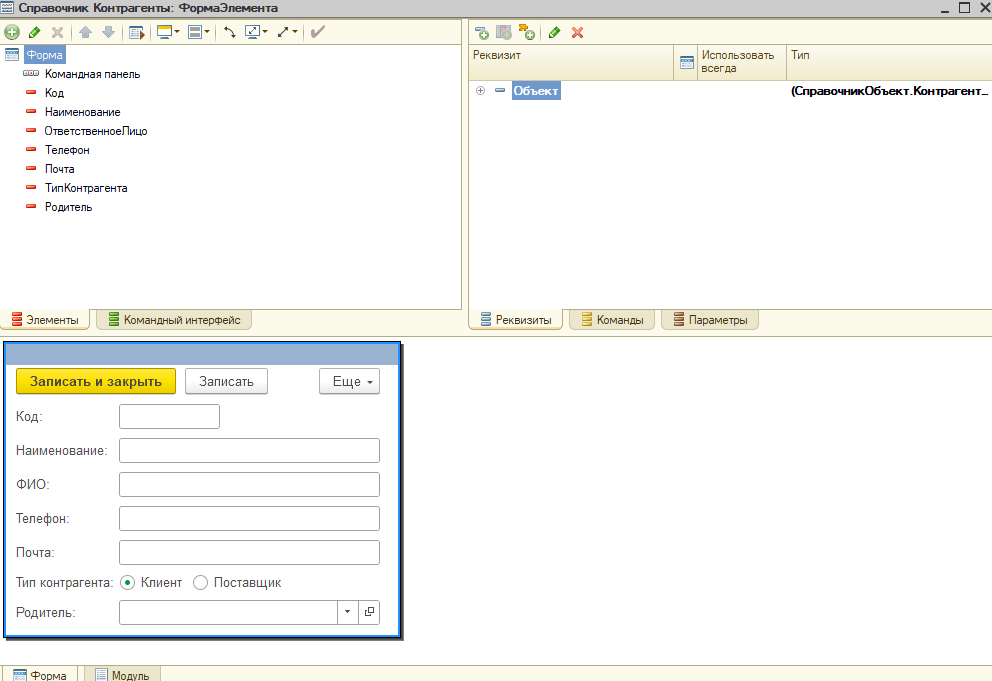 Справочник Контрагенты: ФормаЭлемента
Форма
Командная панель
Код
Наименование
ОтветственноеЛицо
Телефон
Почта
ТипКонтрагента
Родитель
Элементы
Командный интерфейс
Реквизит
Использовать
всегда
Тип
Объект
(СправочникОбъект.Контрагент...
Реквизиты
Команды
Параметры
Записать и закрыть
Записать
Еще
Код:
Наименование:
ФИО:
Телефон:
Почта:
Тип контрагента: Клиент Поставщик
Родитель:
Форма
Модуль